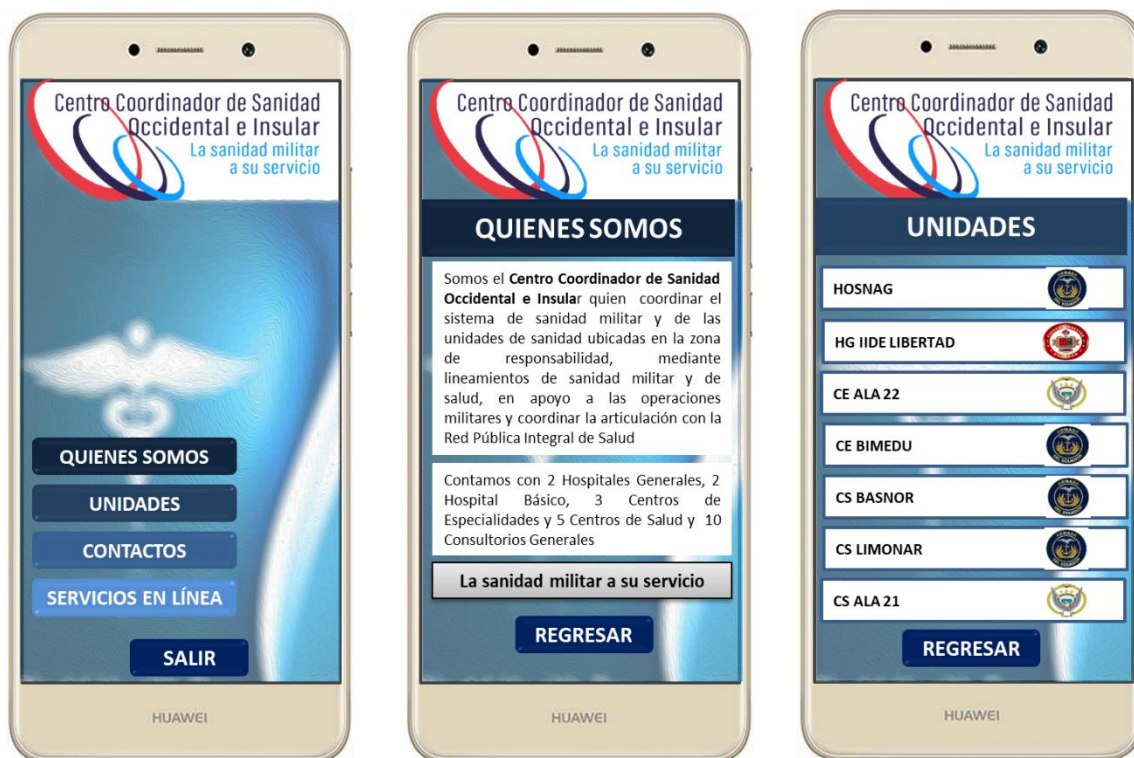 Centro Coordinador de Sanidad
Occidental e Insular
La sanidad militar
a su servicio
QUIENES SOMOS
UNIDADES
CONTACTOS
SERVICIOS EN LÍNEA
SALIR
HUAWEI
Centro Coordinador de Sanidad
Occidental e Insular
La sanidad militar
a su servicio
QUIENES SOMOS
Somos el Centro Coordinador de Sanidad
Occidental e Insular quien coordinar el
sistema de sanidad militar y de las
unidades de sanidad ubicadas en la zona
de responsabilidad, mediante
lineamientos de sanidad militar y de
salud, en apoyo a las operaciones
militares y coordinar la articulación con la
Red Pública Integral de Salud
Contamos con 2 Hospitales Generales, 2
Hospital Básico, 3 Centros de
Especialidades y 5 Centros de Salud y 10
Consultorios Generales
La sanidad militar a su servicio
REGRESAR
HUAWEI
Centro Coordinador de Sanidad
Occidental e Insular
La sanidad militar
a su servicio
UNIDADES
HOSNAG
HG IIDE LIBERTAD
CE ALA 22
CE BIMEDU
CS BASNOR
CS LIMONAR
CS ALA 21
REGRESAR
HUAWEI